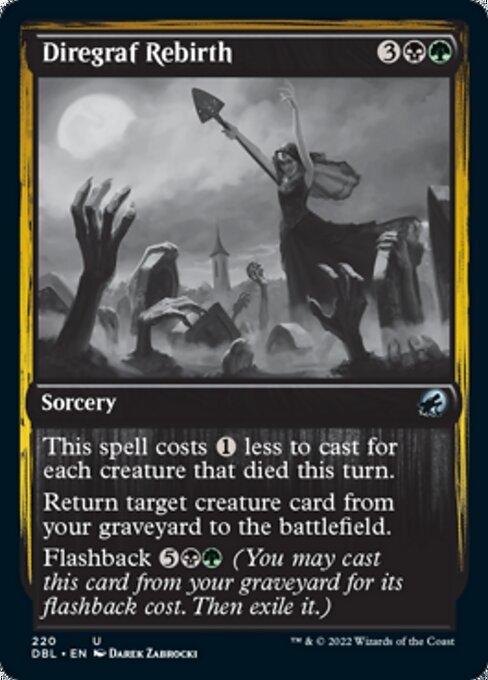 Diregraf Rebirth 3
Sorcery
This spell costs 1 less to cast for
each creature that died this turn.
Return target creature card from
your graveyard to the battlefield.
Flashback 5 (You may cast
this card from your graveyard for its
flashback cost. Then exile it.)
220 U
DBL • EN DAREK ZABROCKI
™ & © 2022 Wizards of the Coast